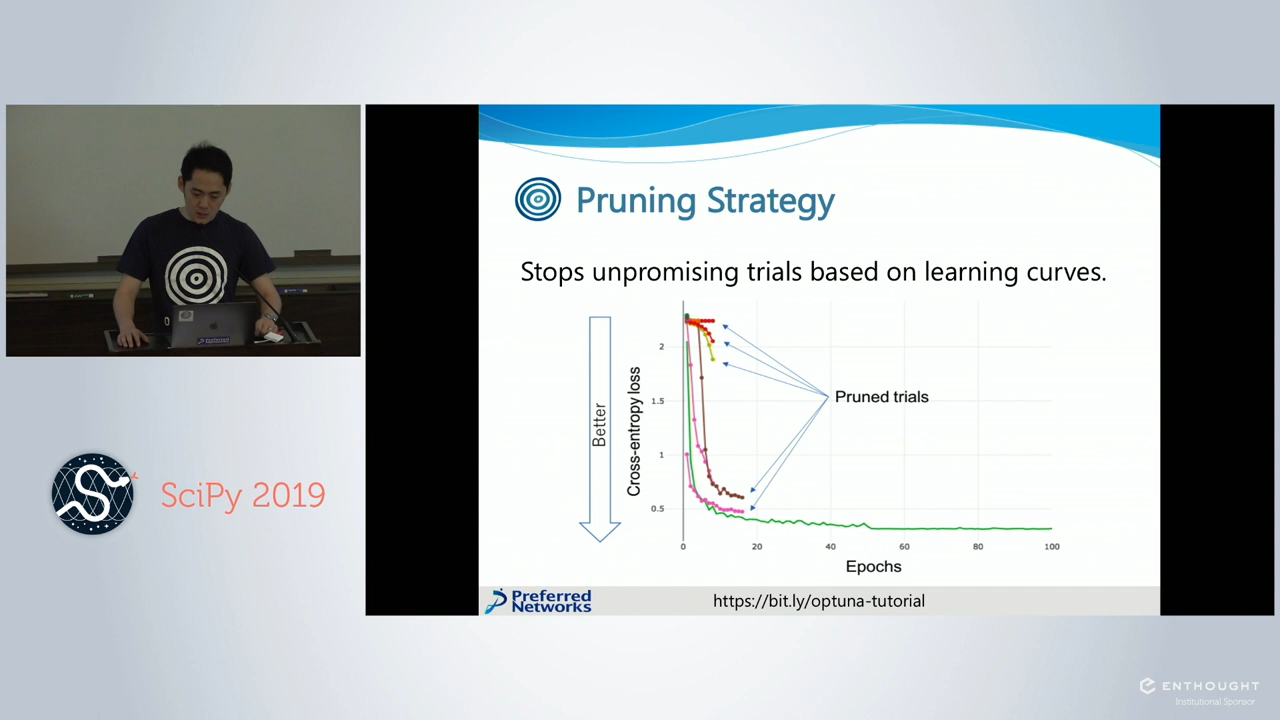 Pruning Strategy
Stops unpromising trials based on learning curves.
Better
Cross-entropy loss
2
1.5
1
0.5
0
20
40
60
80
100
Epochs
Pruned trials
Preferred
Networks
https://bit.ly/optuna-tutorial
SciPy 2019
Preferred
ENTHOUGHT
Institutional Sponsor